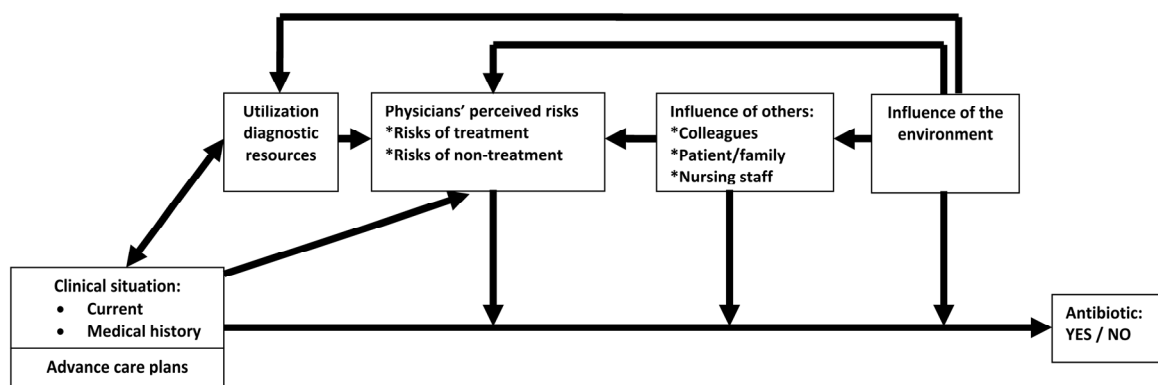 Utilization
diagnostic
resources
Physicians' perceived risks
*Risks of treatment
*Risks of non-treatment
Influence of others:
*Colleagues
*Patient/family
*Nursing staff
Influence of the
environment
Clinical situation:
• Current
• Medical history
Advance care plans
Antibiotic:
YES / NO